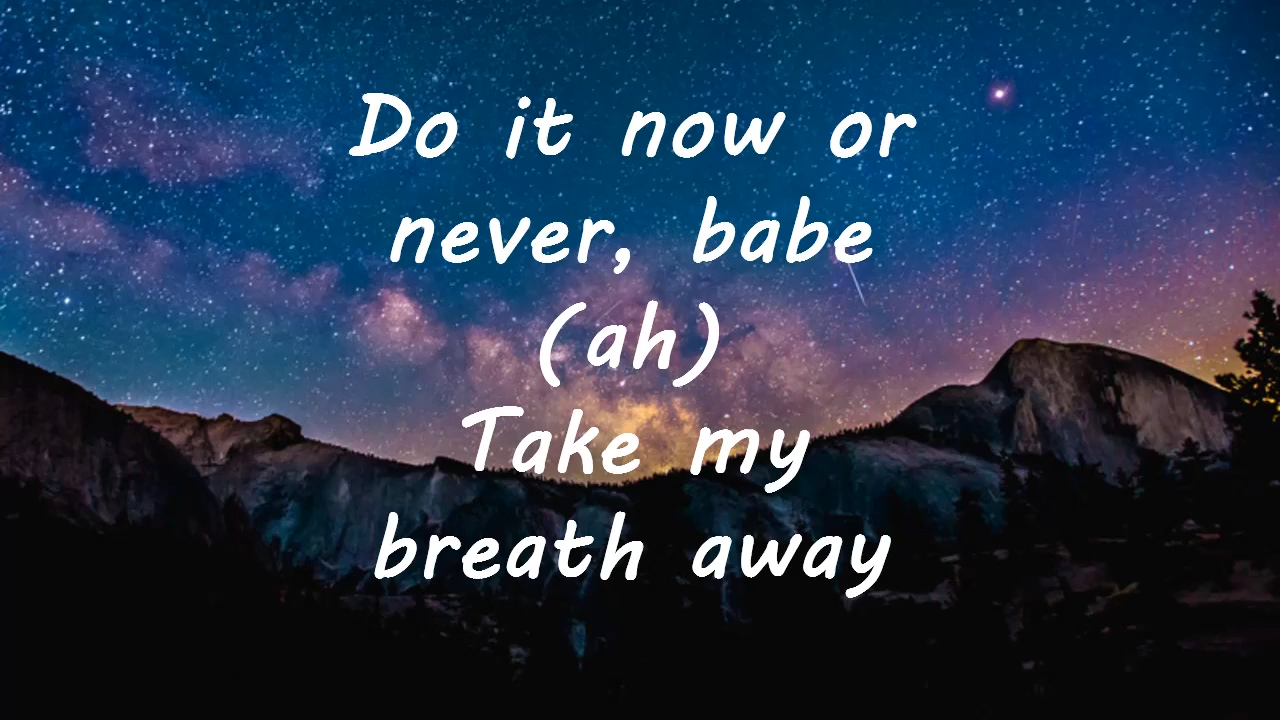 Do it now or
never, babe
(ah)
Take my
breath away